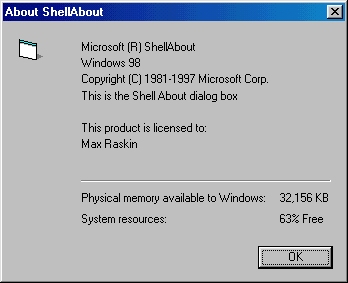 About ShellAbout
Microsoft (R) ShellAbout
Windows 98
Copyright (C) 1981-1997 Microsoft Corp.
This is the Shell About dialog box
This product is licensed to:
Max Raskin
Physical memory available to Windows: 32,156 KB
System resources: 63% Free
OK